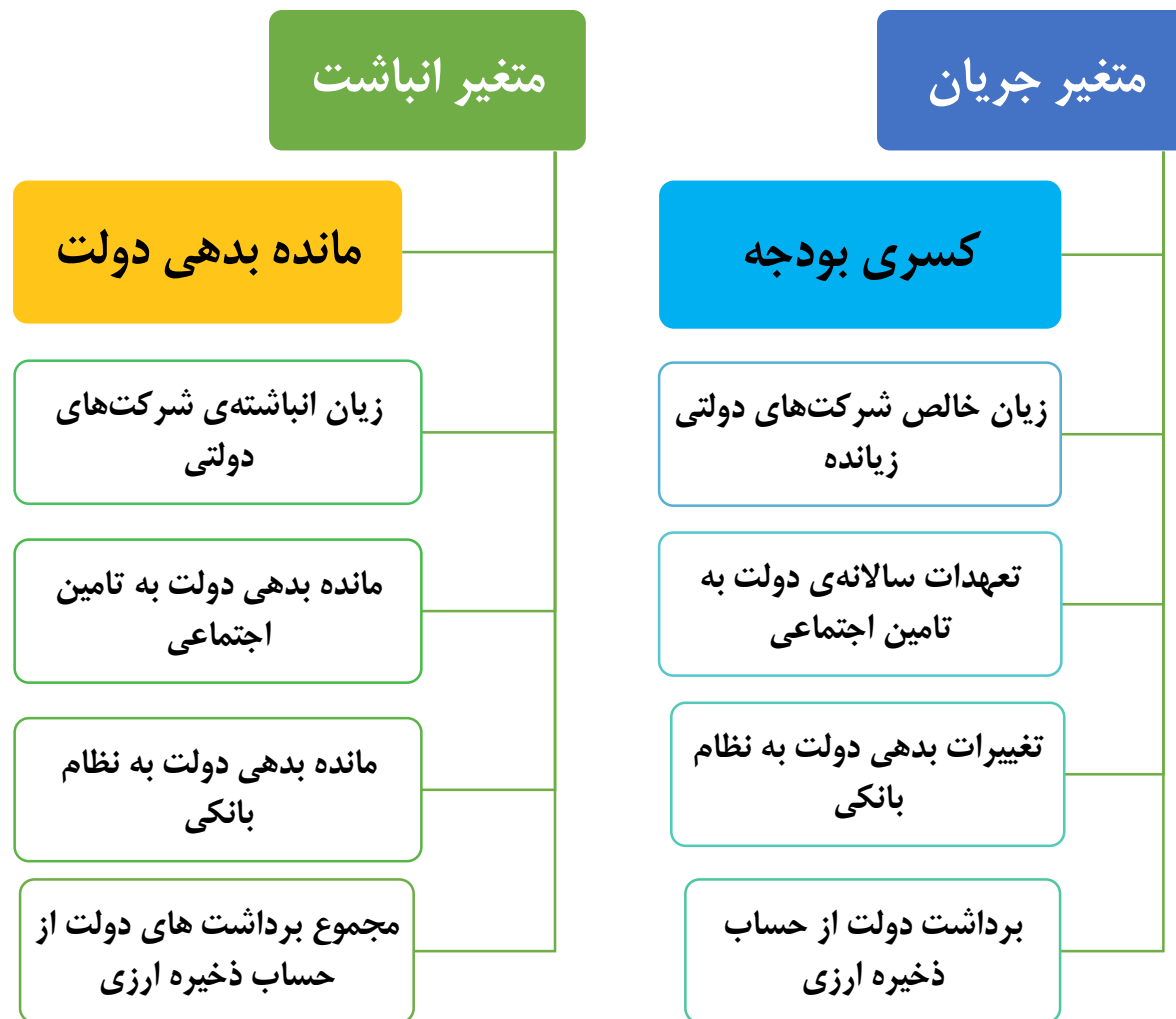 متغیر جریان
کسری بودجه
زیان خالص شرکت‌های دولتی
زیانده
تعهدات سالانه‌ی دولت به
تامین اجتماعی
تغییرات بدهی دولت به نظام
بانکی
برداشت دولت از حساب
ذخیره ارزی
متغیر انباشت
مانده بدهی دولت
زیان انباشته‌ی شرکت‌های
دولتی
مانده بدهی دولت به تامین
اجتماعی
مانده بدهی دولت به نظام
بانکی
مجموع برداشت های دولت از
حساب ذخیره ارزی